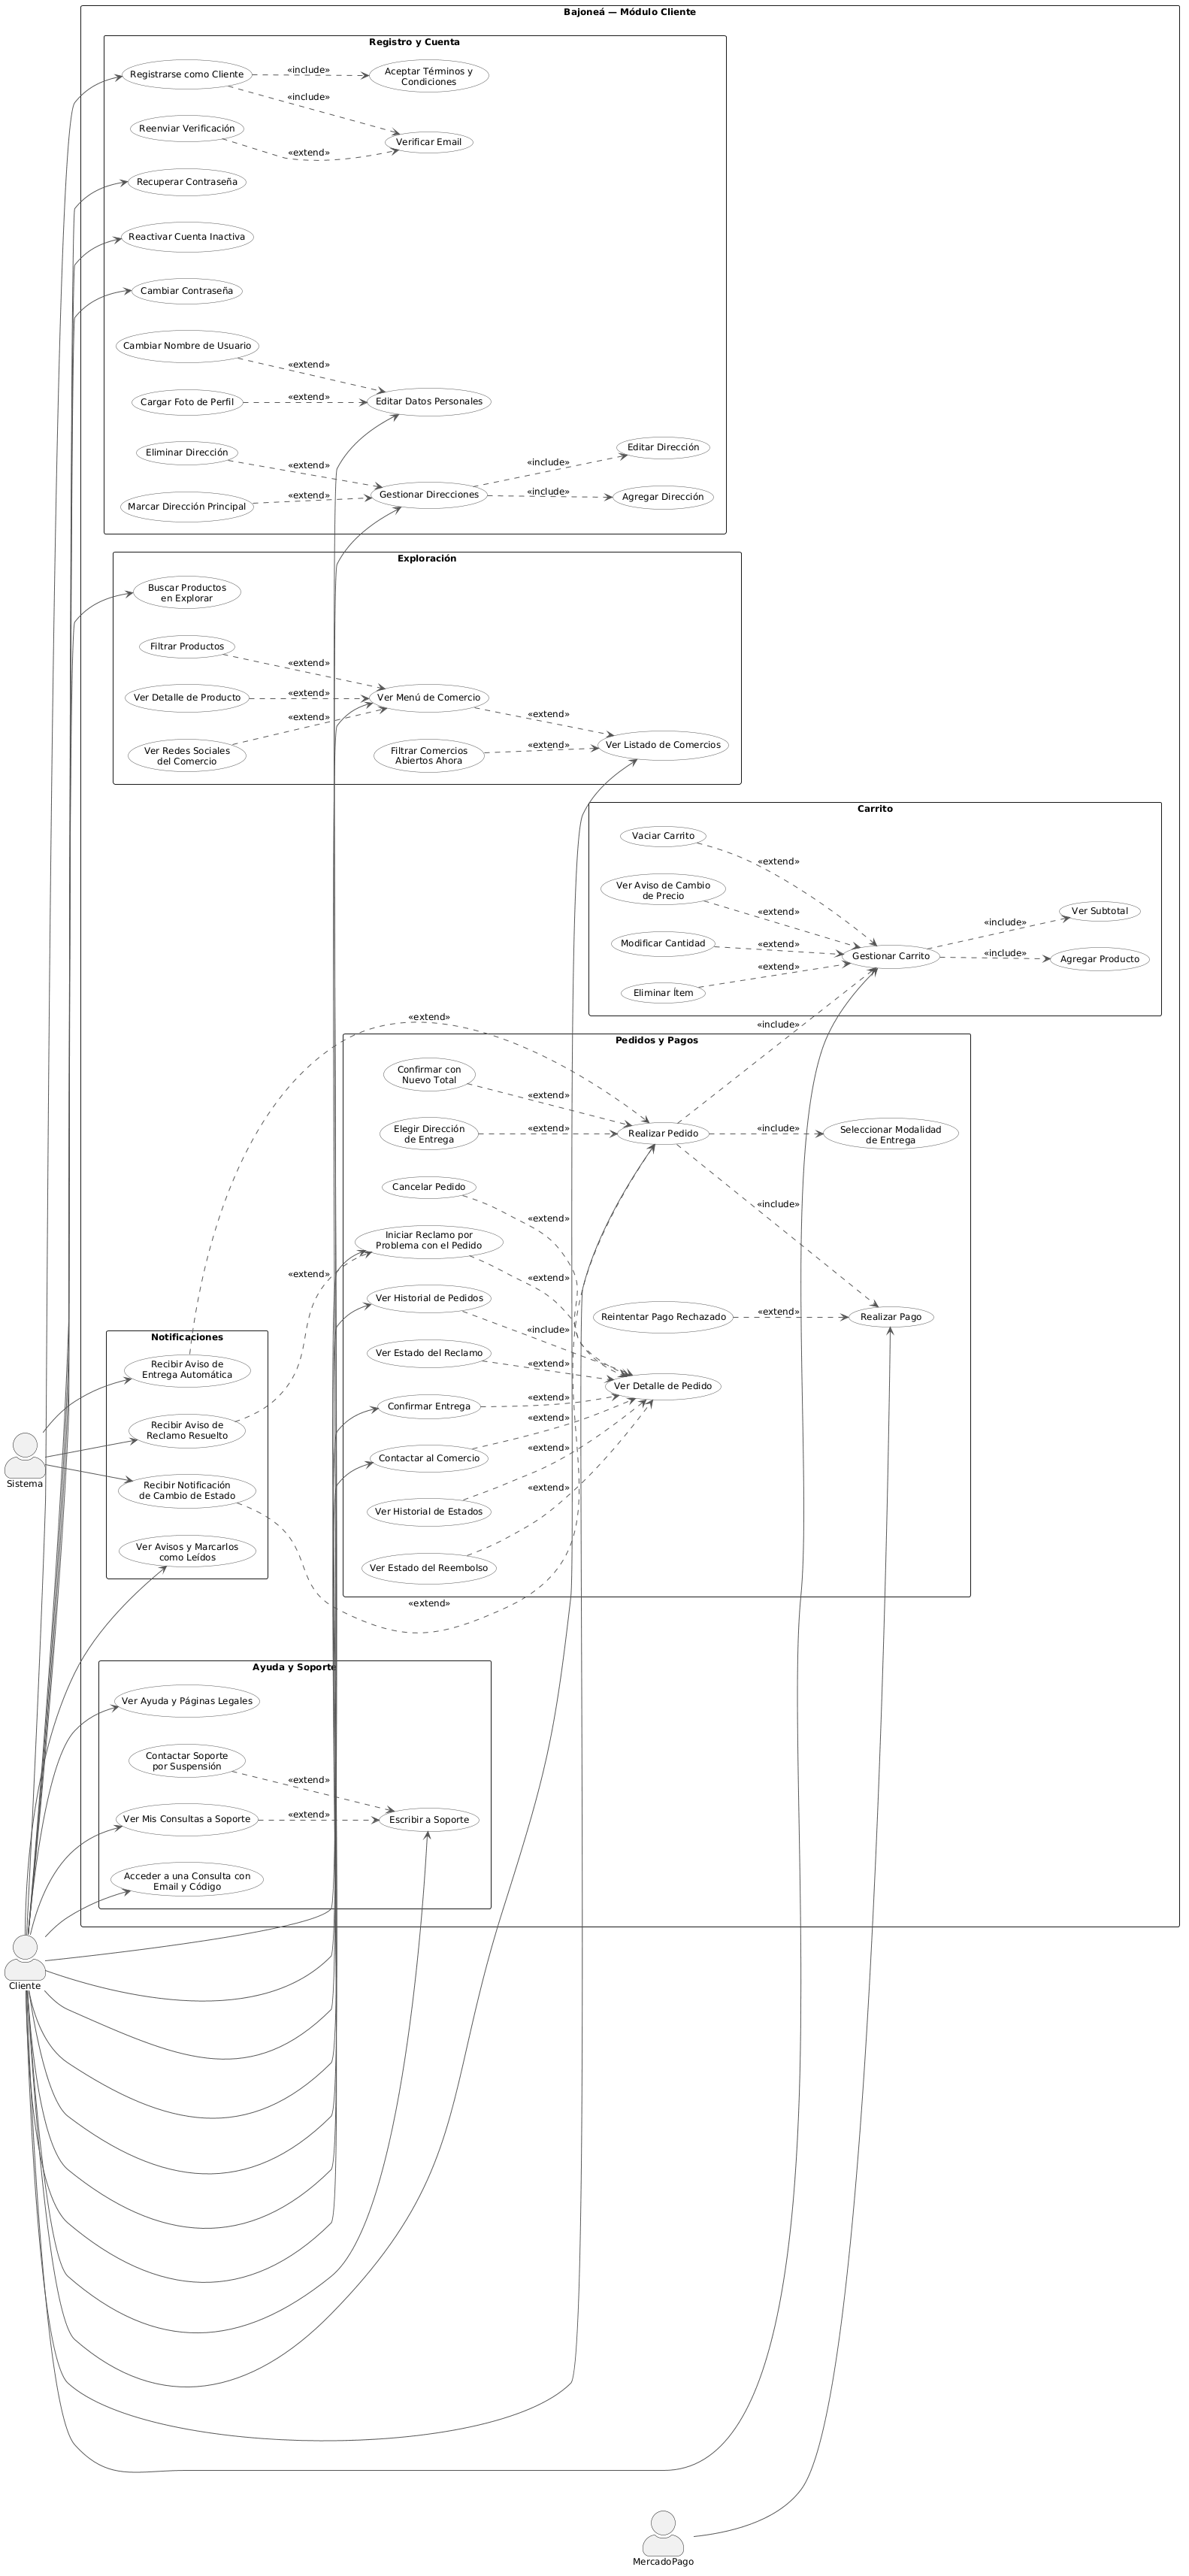 Bajoneá — Módulo Cliente
Registro y Cuenta
Registrarse como Cliente
«include»
Aceptar Términos y
Condiciones
«include»
Reenviar Verificación
Verificar Email
«extend»
Recuperar Contraseña
Reactivar Cuenta Inactiva
Cambiar Contraseña
Cambiar Nombre de Usuario
«extend»
Cargar Foto de Perfil
«extend»
Editar Datos Personales
Eliminar Dirección
«extend»
Editar Dirección
«include»
Marcar Dirección Principal
«extend»
Gestionar Direcciones
«include»
Agregar Dirección
Exploración
Buscar Productos
en Explorar
Filtrar Productos
«extend»
Ver Detalle de Producto
«extend»
Ver Menú de Comercio
«extend»
«extend»
Ver Redes Sociales
del Comercio
Filtrar Comercios
Abiertos Ahora
«extend»
Ver Listado de Comercios
Carrito
Vaciar Carrito
«extend»
Ver Aviso de Cambio
de Precio
«extend»
Ver Subtotal
«include»
Modificar Cantidad
«extend»
Gestionar Carrito
«include»
Agregar Producto
«extend»
Eliminar Ítem
«extend»
«include»
Pedidos y Pagos
Confirmar con
Nuevo Total
«extend»
Elegir Dirección
de Entrega
«extend»
Realizar Pedido
«include»
Seleccionar Modalidad
de Entrega
Cancelar Pedido
«extend»
«include»
Iniciar Reclamo por
Problema con el Pedido
«extend»
«extend»
Ver Historial de Pedidos
«include»
Reintentar Pago Rechazado
«extend»
Realizar Pago
Ver Estado del Reclamo
«extend»
Ver Detalle de Pedido
Confirmar Entrega
«extend»
Contactar al Comercio
«extend»
Ver Historial de Estados
«extend»
Ver Estado del Reembolso
«extend»
Notificaciones
Recibir Aviso de
Entrega Automática
Recibir Aviso de
Reclamo Resuelto
Sistema
Recibir Notificación
de Cambio de Estado
Ver Avisos y Marcarlos
como Leídos
«extend»
Ayuda y Soporte
Ver Ayuda y Páginas Legales
Contactar Soporte
por Suspensión
«extend»
Ver Mis Consultas a Soporte
«extend»
Escribir a Soporte
Acceder a una Consulta con
Email y Código
Cliente
MercadoPago